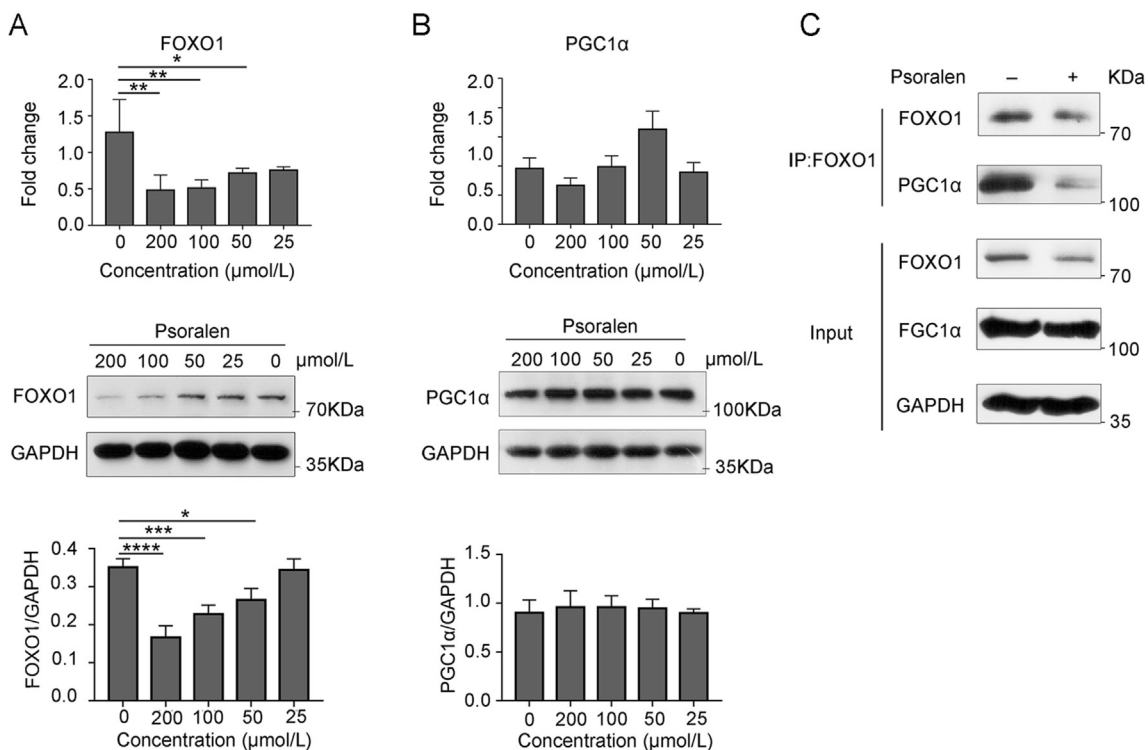 A
FOXO1
*
**
**
2.0
1.5
1.0
0.5
0.0
Fold change
0 200 100 50 25
Concentration (μmol/L)
Psoralen
200 100 50 25 0 μmol/L
FOXO1
70KDa
GAPDH
35KDa
*
***
****
0.4
0.3
0.2
0.1
0.0
FOXO1/GAPDH
0 200 100 50 25
Concentration (μmol/L)
B
PGC1α
2.0
1.5
1.0
0.5
0.0
Fold change
0 200 100 50 25
Concentration (μmol/L)
Psoralen
200 100 50 25 0 μmol/L
PGC1α
100KDa
GAPDH
35KDa
1.5
1.0
0.5
0.0
PGC1α/GAPDH
0 200 100 50 25
Concentration (μmol/L)
C
Psoralen – + KDa
IP:FOXO1
FOXO1
70
PGC1α
100
Input
FOXO1
70
FGC1α
100
GAPDH
35